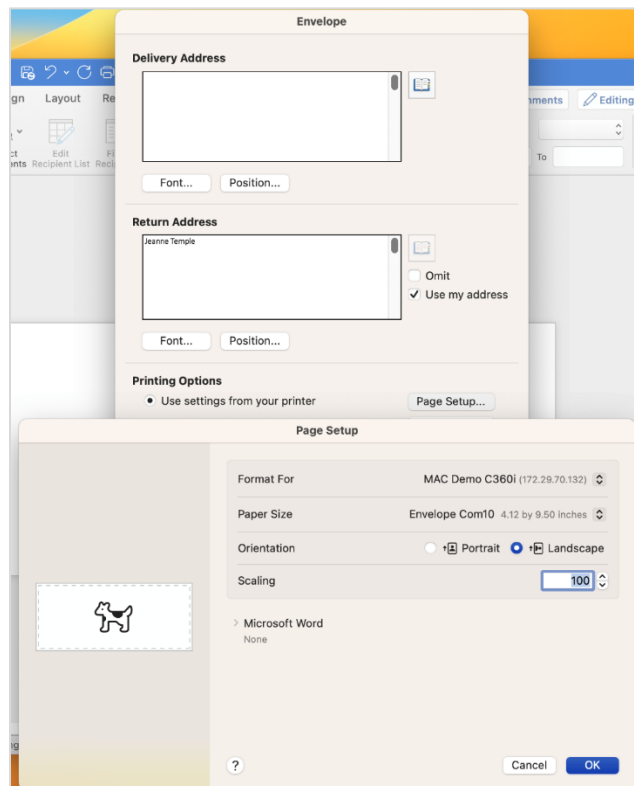 Envelope
Delivery Address
Font... Position...
Return Address
Jeanne Temple
Omit
Use my address
Font... Position...
Printing Options
Use settings from your printer Page Setup...
gn Layout Re
Edit
Recipient List
nments Editing
To
Page Setup
Format For MAC Demo C360i (172.29.70.132)
Paper Size Envelope Com10 4.12 by 9.50 inches
Orientation Portrait Landscape
Scaling 100
Microsoft Word
None
? Cancel OK